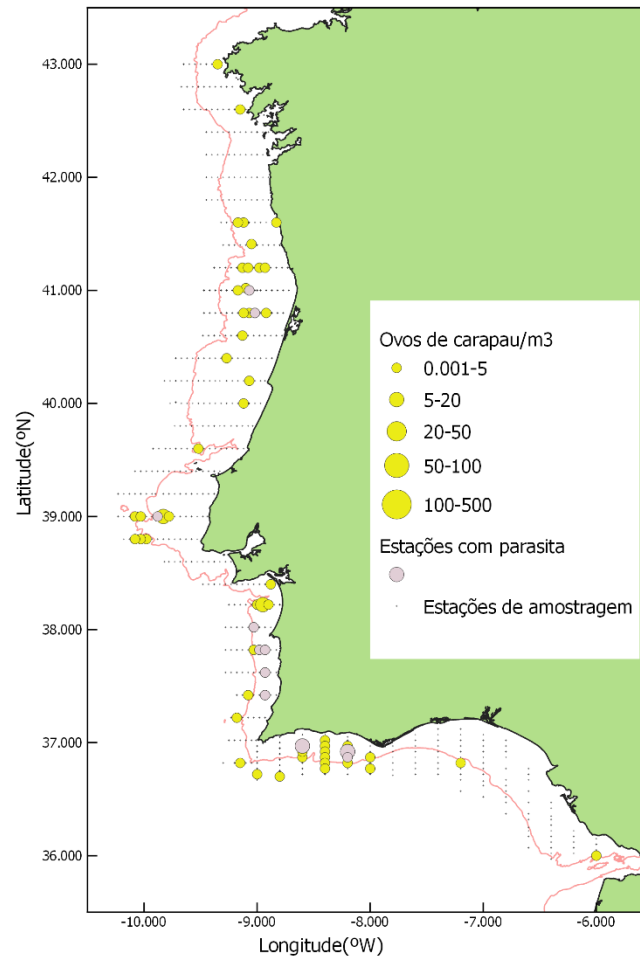 43.000
42.000
41.000
40.000
39.000
38.000
37.000
36.000
Latitude(ºN)
Ovos de carapau/m3
0.001-5
5-20
20-50
50-100
100-500
Estações com parasita
Estações de amostragem
-10.000 -9.000 -8.000 -7.000 -6.000
Longitude(ºW)